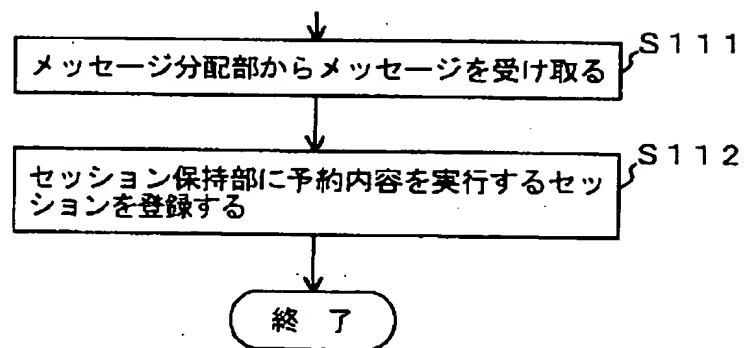 S111
メッセージ分配部からメッセージを受け取る
S112
セッション保持部に予約内容を実行するセッ
ションを登録する
終 了